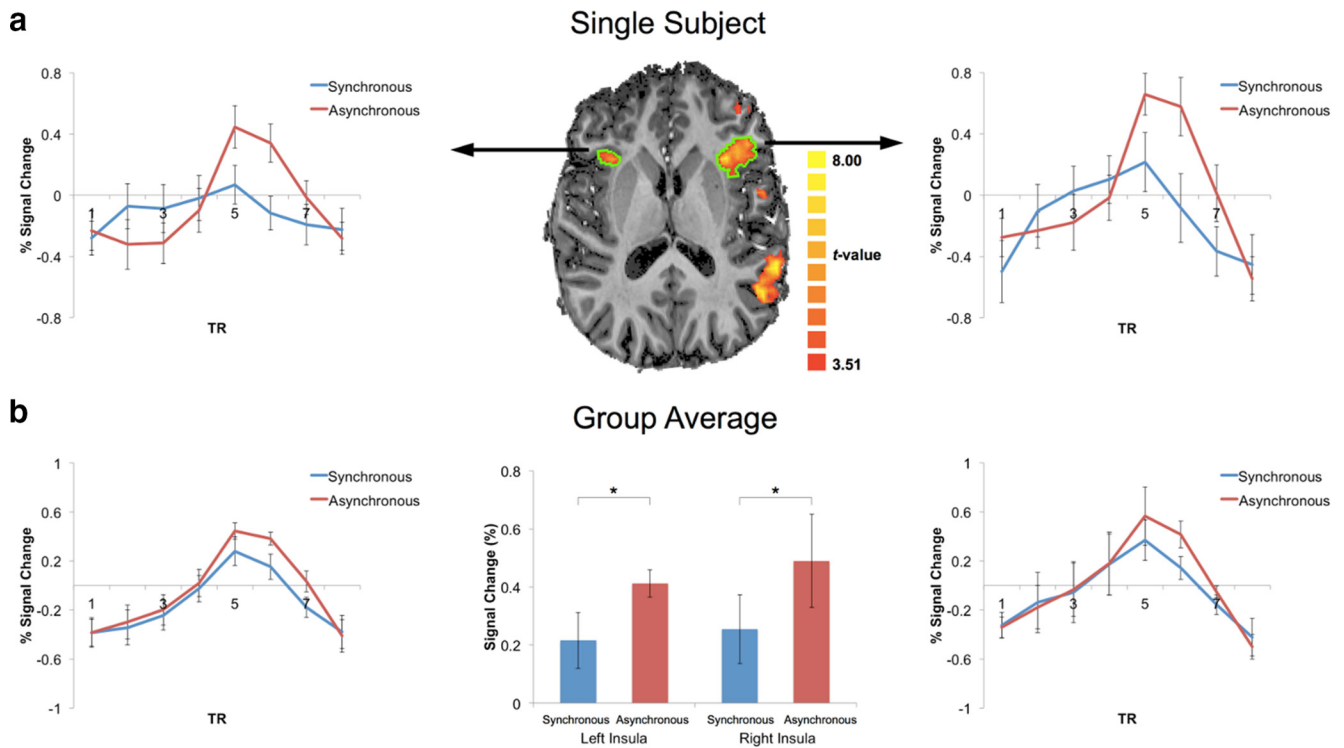 a
Single Subject
0.8
0.4
0
-0.4
-0.8
% Signal Change
1
3
5
7
TR
Synchronous
Asynchronous
8.00
t-value
3.51
0.8
0.4
0
-0.4
-0.8
% Signal Change
1
3
5
7
TR
Synchronous
Asynchronous
b
Group Average
1
0.6
0.2
-0.2
-0.6
-1
% Signal Change
1
3
5
7
TR
Synchronous
Asynchronous
0.8
0.6
0.4
0.2
0
Signal Change (%)
*
*
Synchronous Asynchronous Synchronous Asynchronous
Left Insula Right Insula
1
0.6
0.2
-0.2
-0.6
-1
% Signal Change
1
3
5
7
TR
Synchronous
Asynchronous